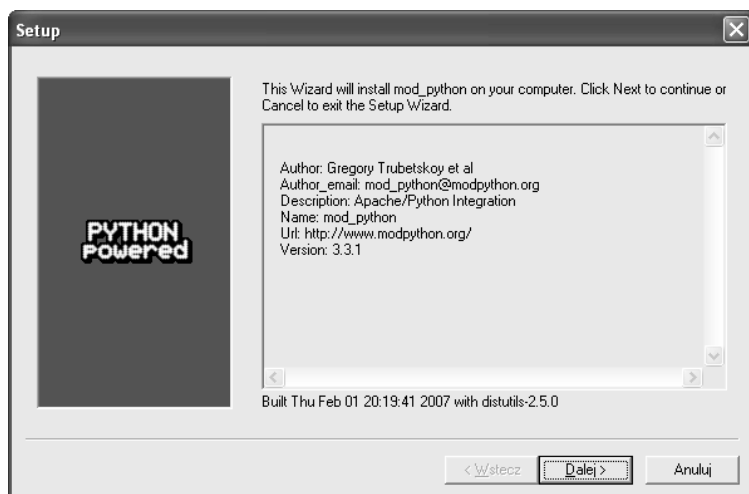 Setup
This Wizard will install mod_python on your computer. Click Next to continue or
Cancel to exit the Setup Wizard.
Author: Gregory Trubetskoy et al
Author_email: mod_python@modpython.org
Description: Apache/Python Integration
Name: mod_python
Url: http://www.modpython.org/
Version: 3.3.1
PYTHON
Powered
Built Thu Feb 01 20:19:41 2007 with distutils-2.5.0
< Wstecz
Dalej >
Anuluj